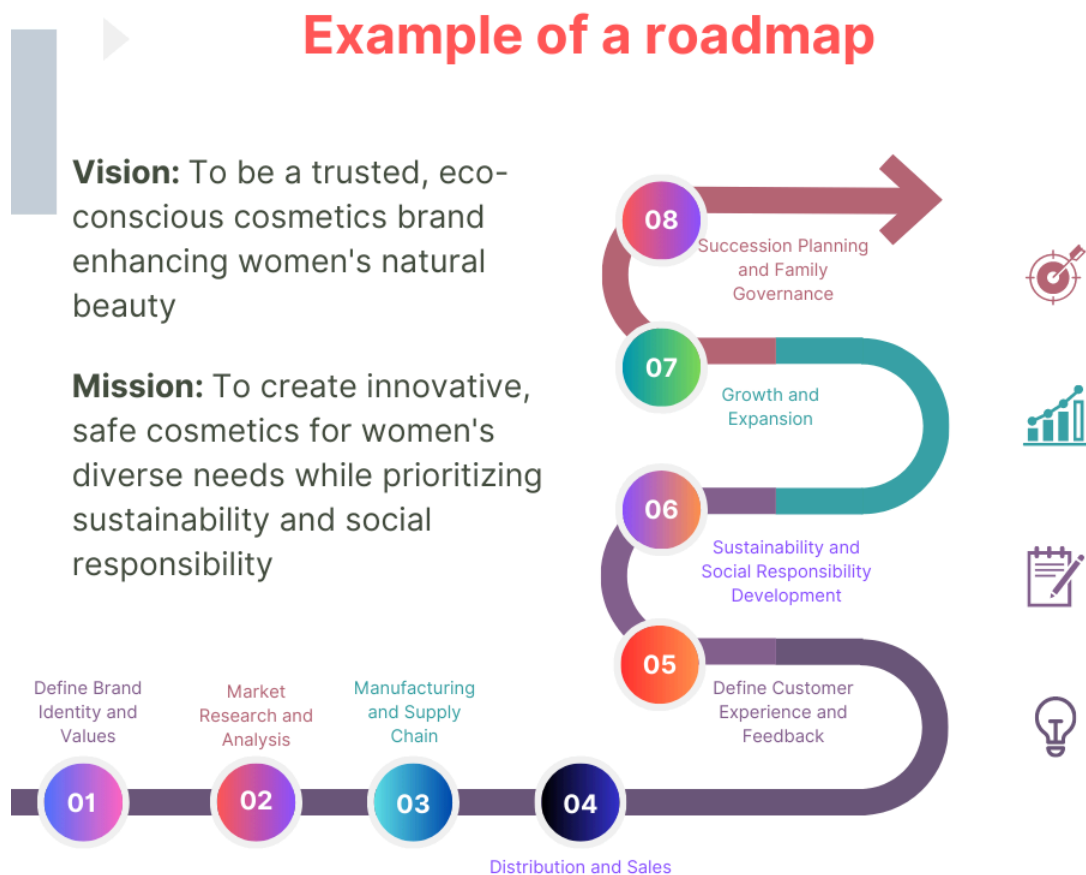 Example of a roadmap
Vision: To be a trusted, eco-
conscious cosmetics brand
enhancing women's natural
beauty
Mission: To create innovative,
safe cosmetics for women's
diverse needs while prioritizing
sustainability and social
responsibility
Define Brand
Identity and
Values
01
Market
Research and
Analysis
02
Manufacturing
and Supply
Chain
03
04
Distribution and Sales
05
Define Customer
Experience and
Feedback
06
Sustainability and
Social Responsibility
Development
07
Growth and
Expansion
08
Succession Planning
and Family
Governance